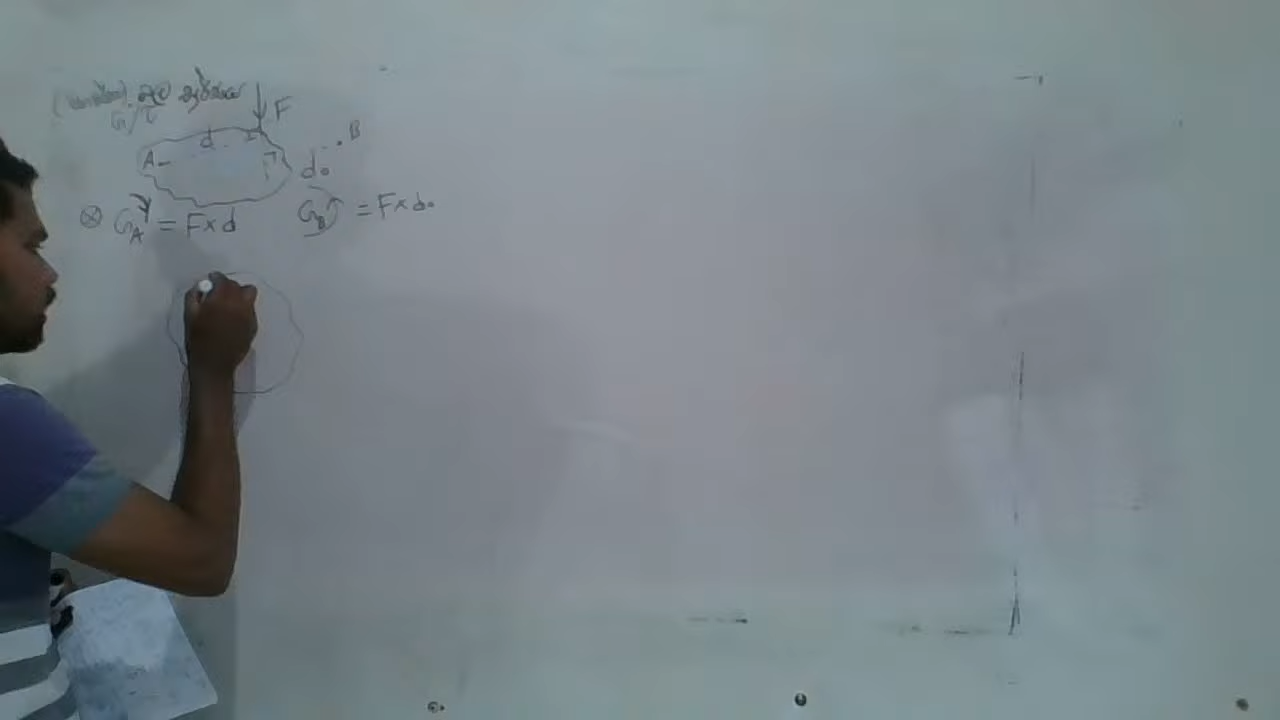 G/τ
F
d
B
A
d₀
⊗ G_A = F×d
G_B = F×d₀